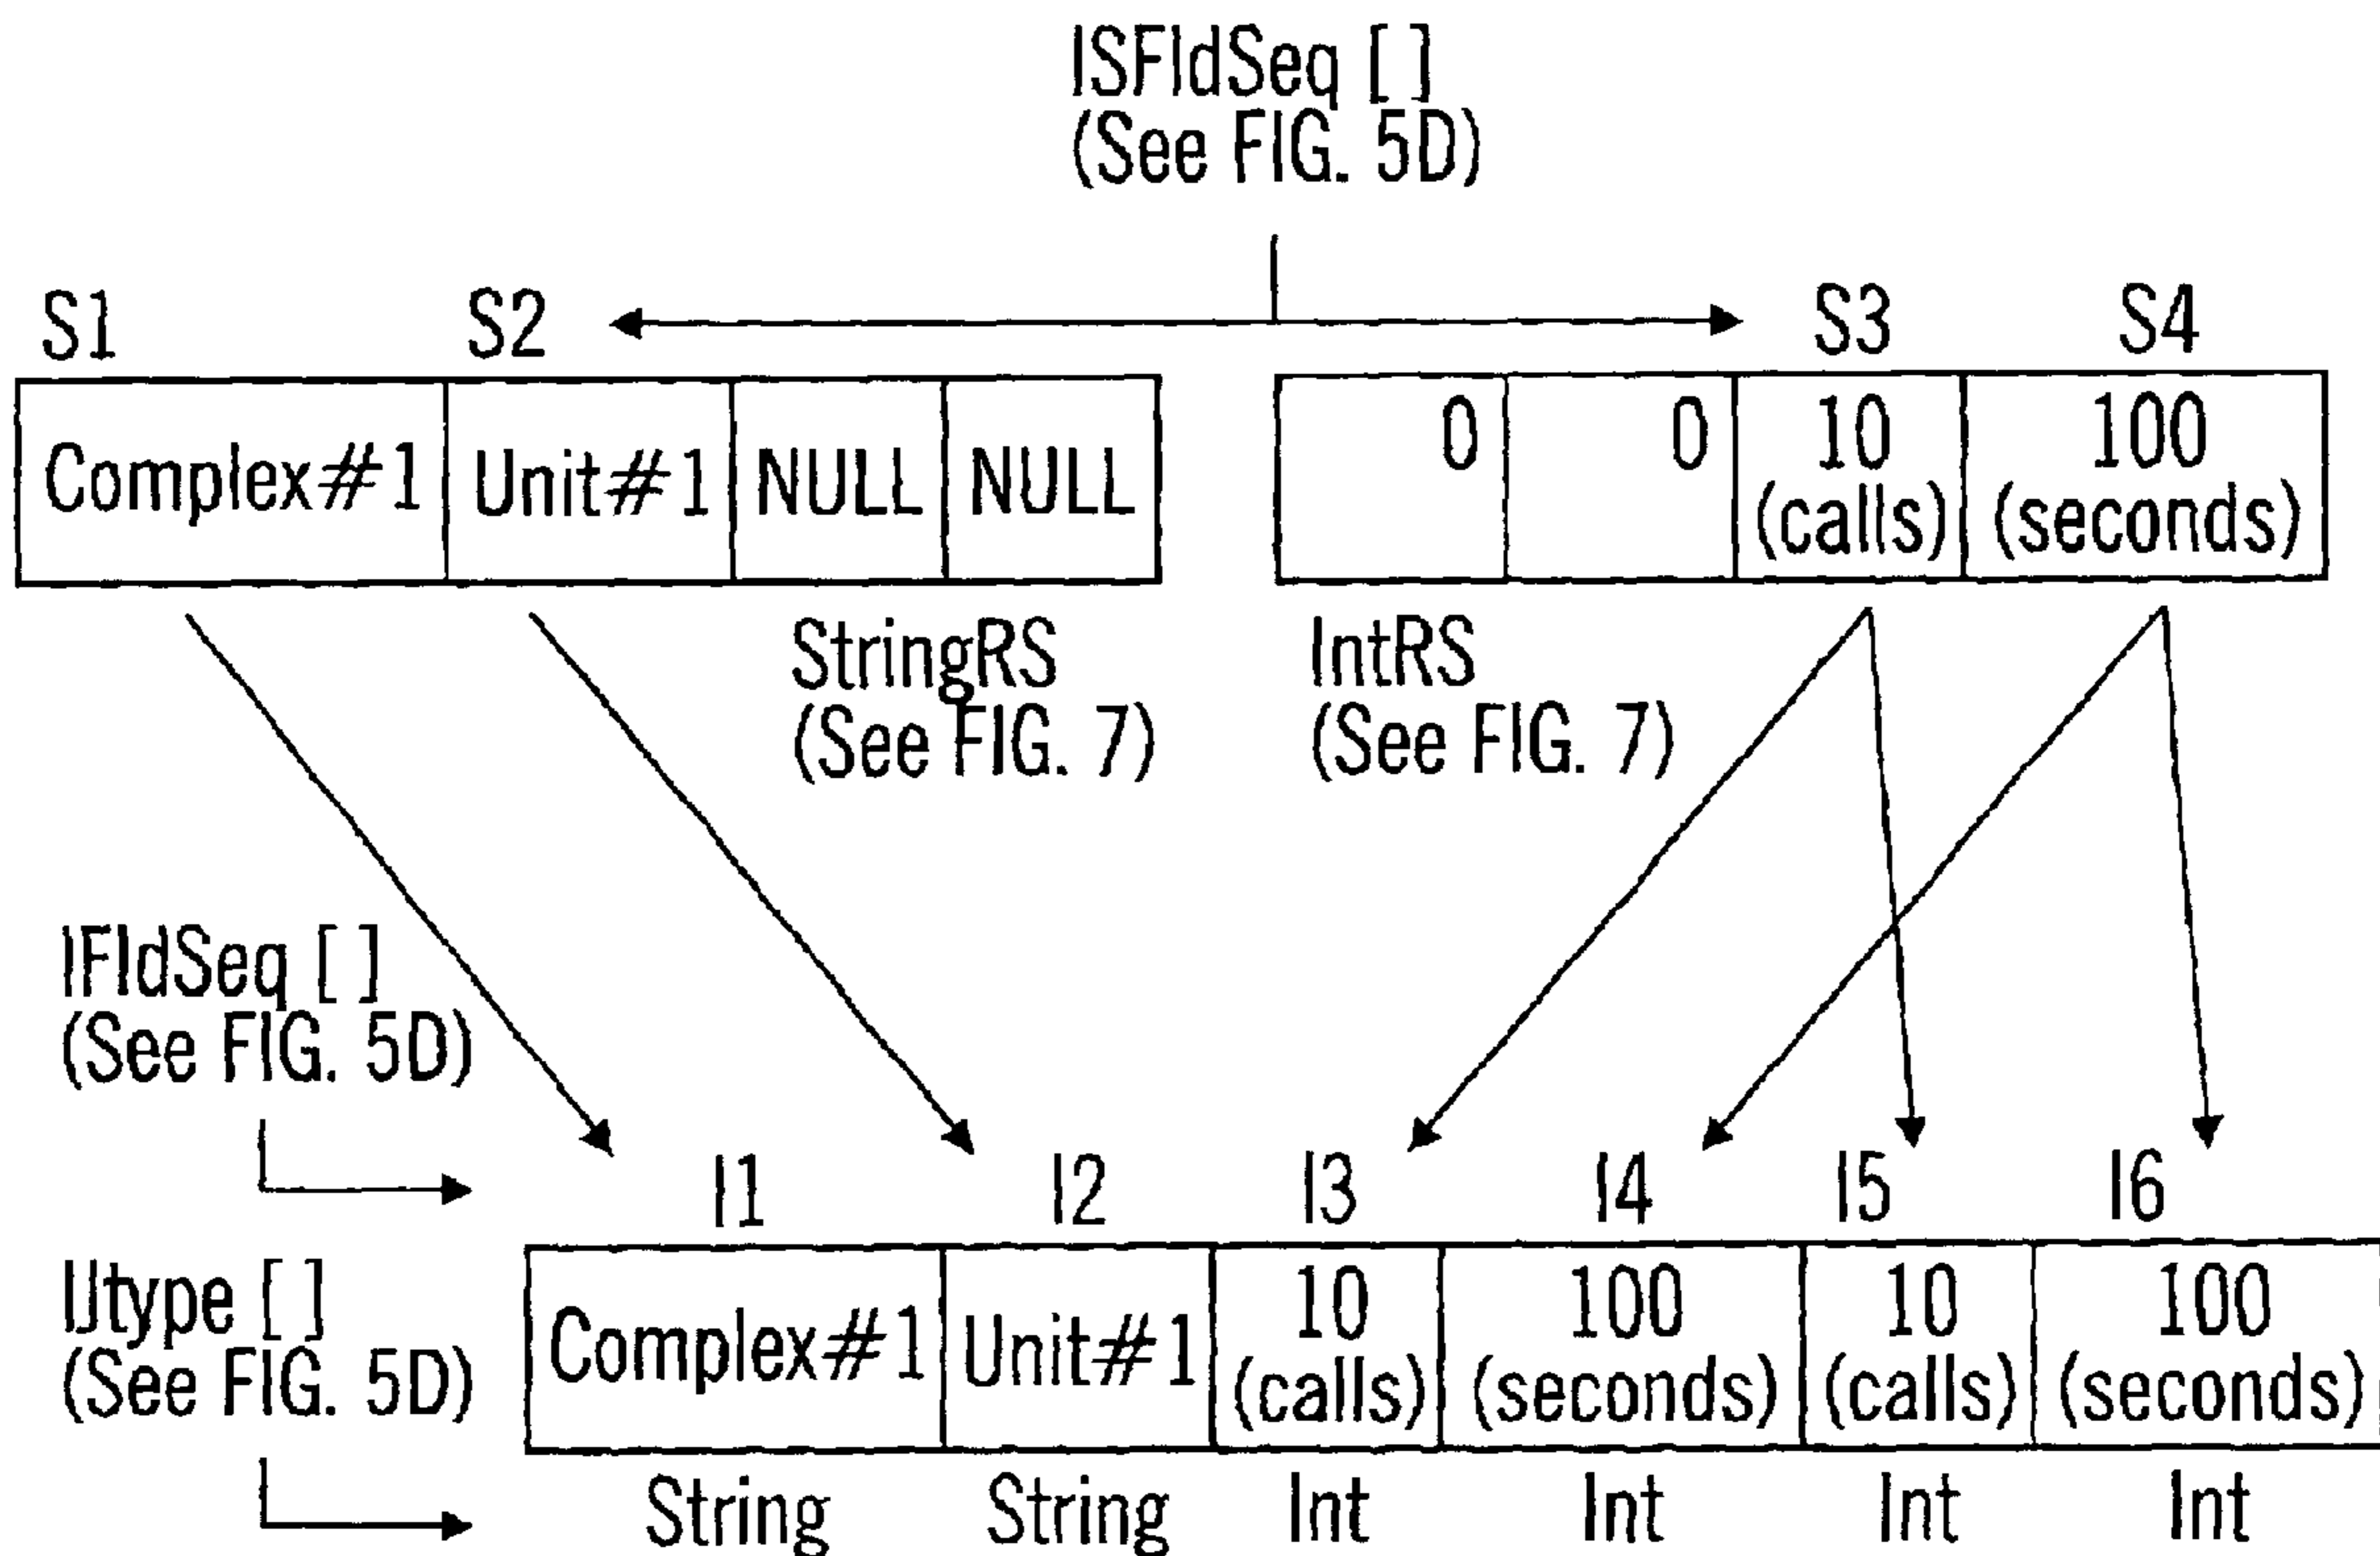 ISFldSeq [ ]
(See FIG. 5D)
S1 S2 S3 S4
Complex#1 Unit#1 NULL NULL 0 0 10 (calls) 100 (seconds)
StringRS
(See FIG. 7)
IntRS
(See FIG. 7)
IFldSeq [ ]
(See FIG. 5D)
I1 I2 I3 I4 I5 I6
IJtype [ ]
(See FIG. 5D)
Complex#1 Unit#1 10 (calls) 100 (seconds) 10 (calls) 100 (seconds)
String String Int Int Int Int